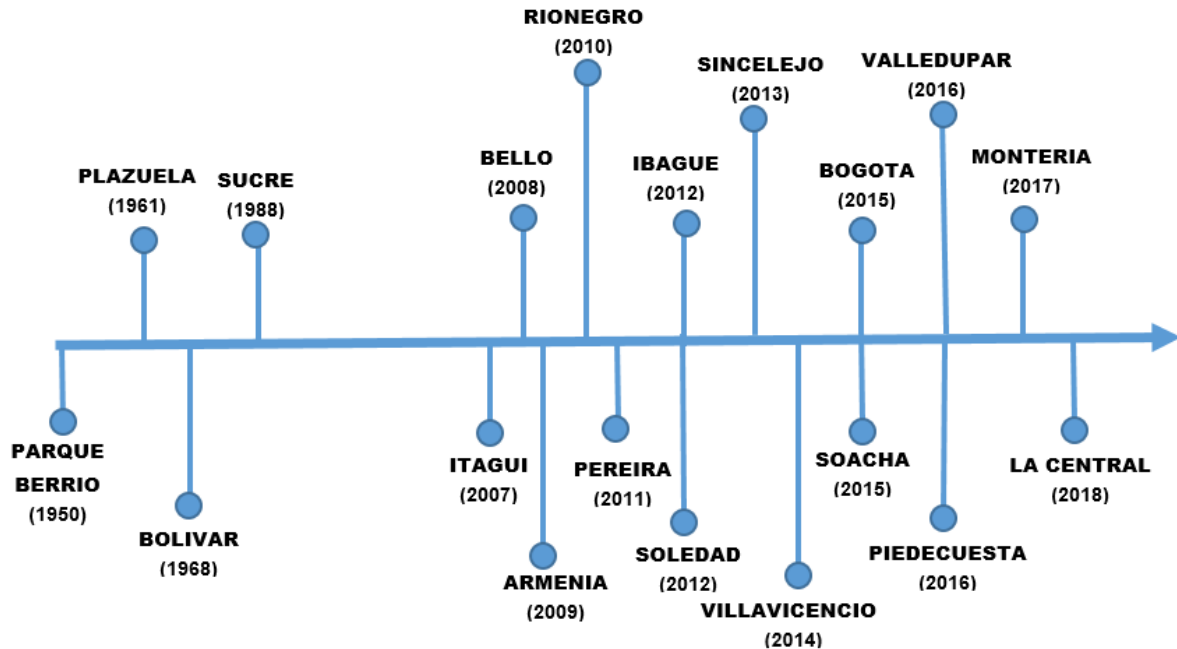 RIONEGRO
(2010)
SINCELEJO
(2013)
VALLEDUPAR
(2016)
PLAZUELA
(1961)
SUCRE
(1988)
BELLO
(2008)
IBAGUE
(2012)
BOGOTA
(2015)
MONTERIA
(2017)
PARQUE
BERRIO
(1950)
BOLIVAR
(1968)
ITAGUI
(2007)
ARMENIA
(2009)
PEREIRA
(2011)
SOLEDAD
(2012)
VILLAVICENCIO
(2014)
SOACHA
(2015)
PIEDECUESTA
(2016)
LA CENTRAL
(2018)